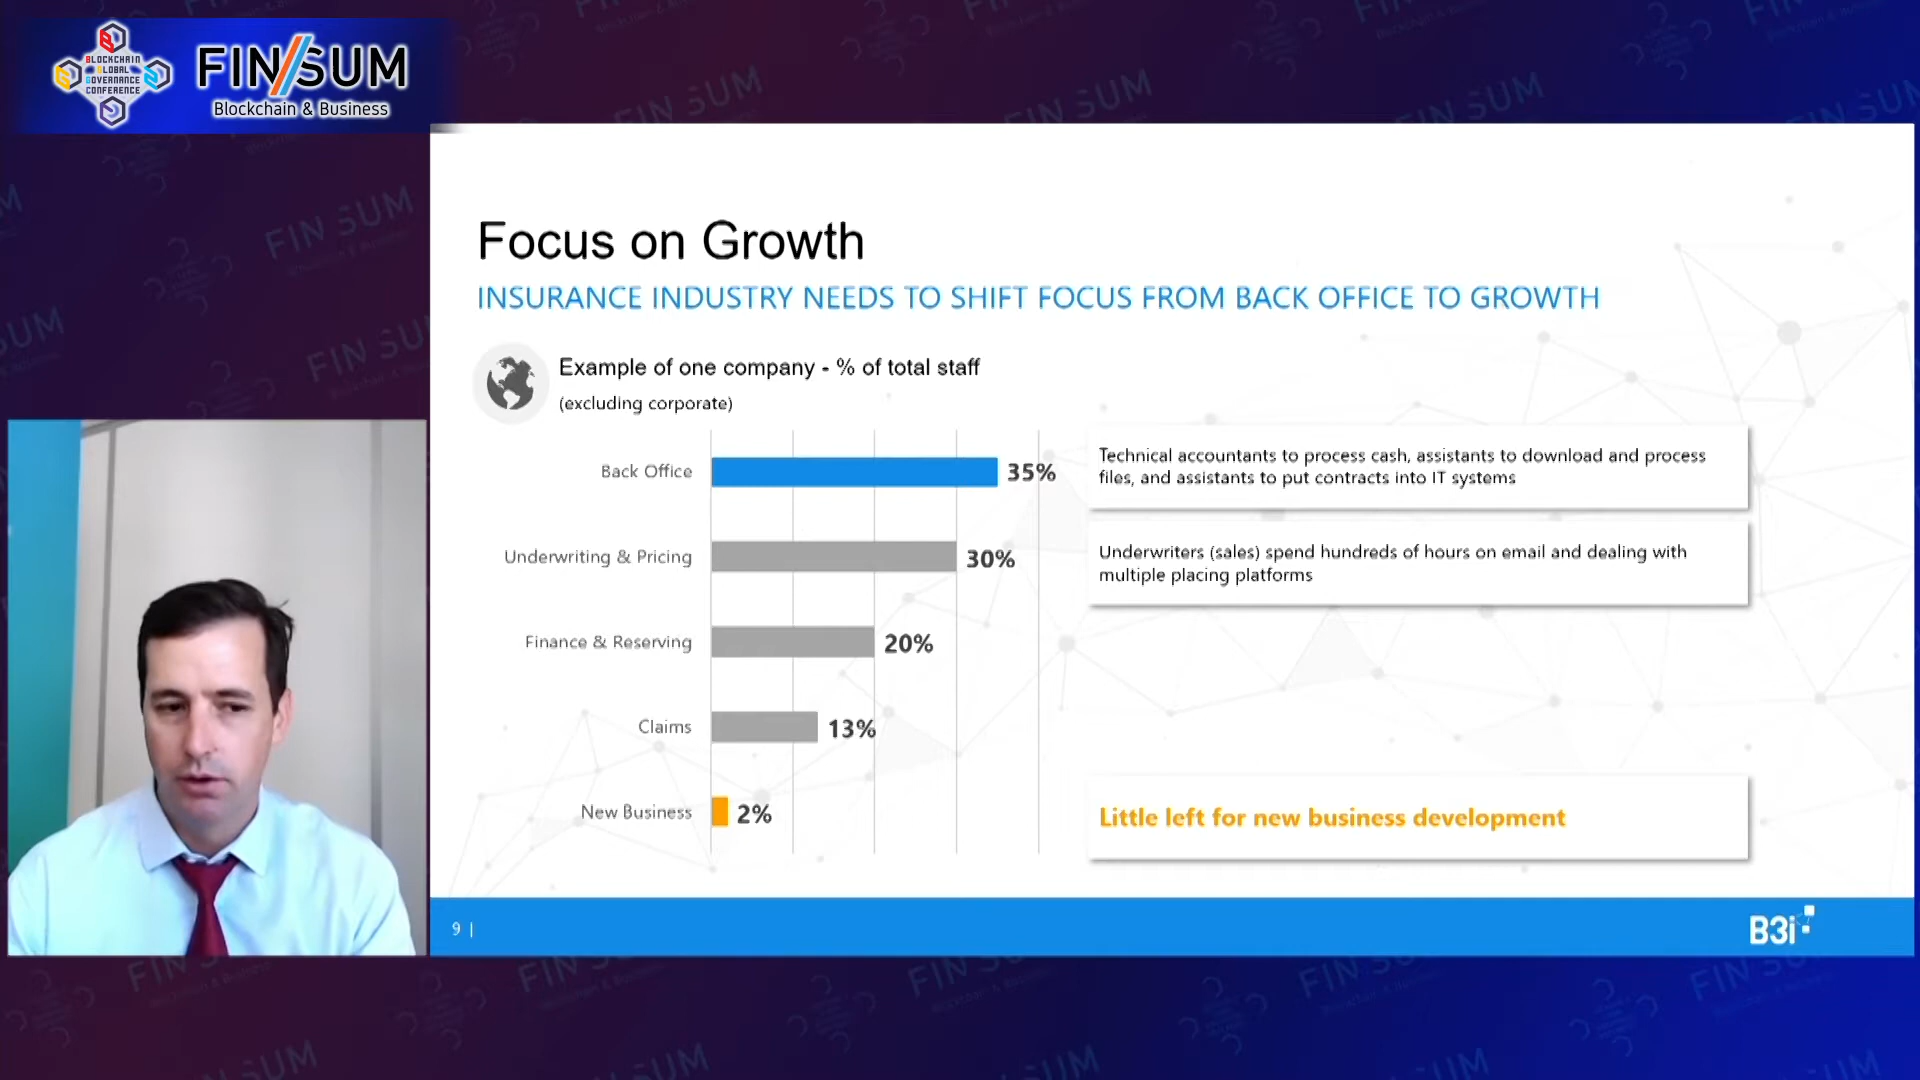 BLOCKCHAIN
GLOBAL
GOVERNANCE
CONFERENCE
FIN/SUM
Blockchain & Business
Focus on Growth
INSURANCE INDUSTRY NEEDS TO SHIFT FOCUS FROM BACK OFFICE TO GROWTH
Example of one company - % of total staff
(excluding corporate)
Back Office
35%
Technical accountants to process cash, assistants to download and process
files, and assistants to put contracts into IT systems
Underwriting & Pricing
30%
Underwriters (sales) spend hundreds of hours on email and dealing with
multiple placing platforms
Finance & Reserving
20%
Claims
13%
New Business
2%
Little left for new business development
9 |
B3i